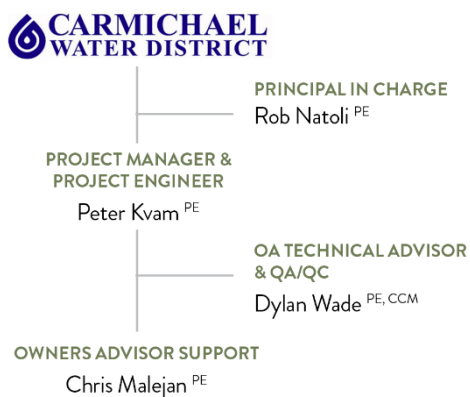 CARMICHAEL
WATER DISTRICT
PRINCIPAL IN CHARGE
Rob Natoli PE
PROJECT MANAGER &
PROJECT ENGINEER
Peter Kvam PE
OA TECHNICAL ADVISOR
& QA/QC
Dylan Wade PE, CCM
OWNERS ADVISOR SUPPORT
Chris Malejan PE